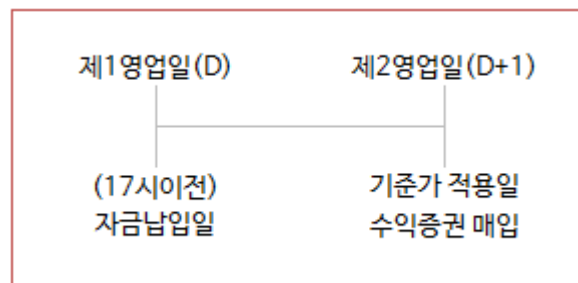 제1영업일(D)
제2영업일(D+1)
(17시이전)
자금납입일
기준가 적용일
수익증권 매입